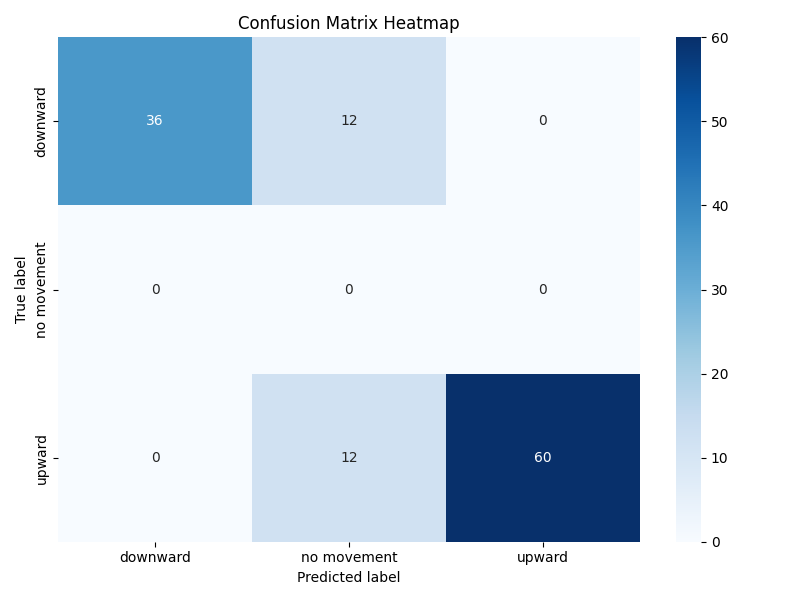 Confusion Matrix Heatmap
True label
downward
36 12 0
no movement
0 0 0
upward
0 12 60
downward no movement upward
Predicted label
60
50
40
30
20
10
0